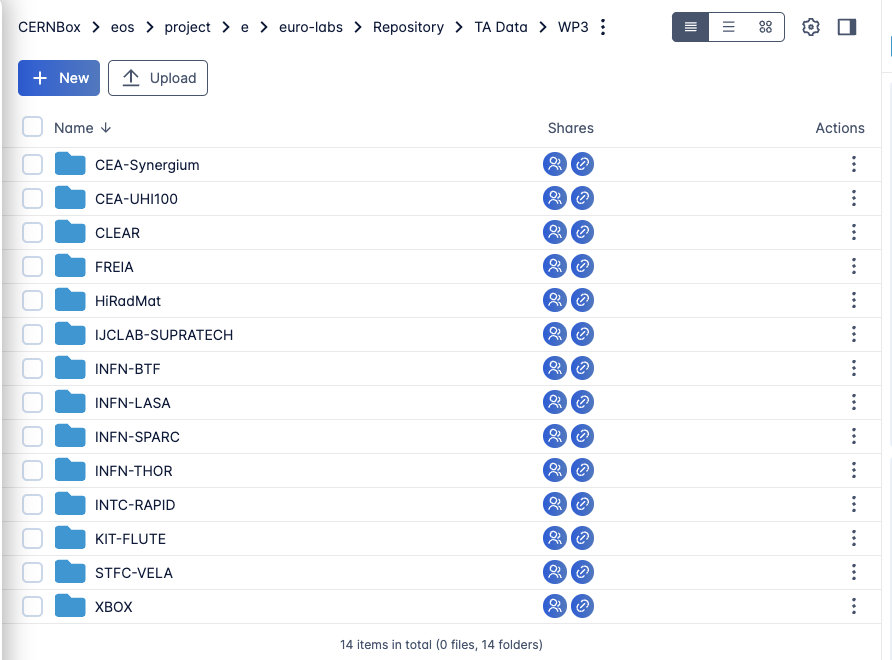 CERNBox > eos > project > e > euro-labs > Repository > TA Data > WP3
New Upload
Name Shares Actions
CEA-Synergium
CEA-UHI100
CLEAR
FREIA
HiRadMat
IJCLAB-SUPRATECH
INFN-BTF
INFN-LASA
INFN-SPARC
INFN-THOR
INTC-RAPID
KIT-FLUTE
STFC-VELA
XBOX
14 items in total (0 files, 14 folders)